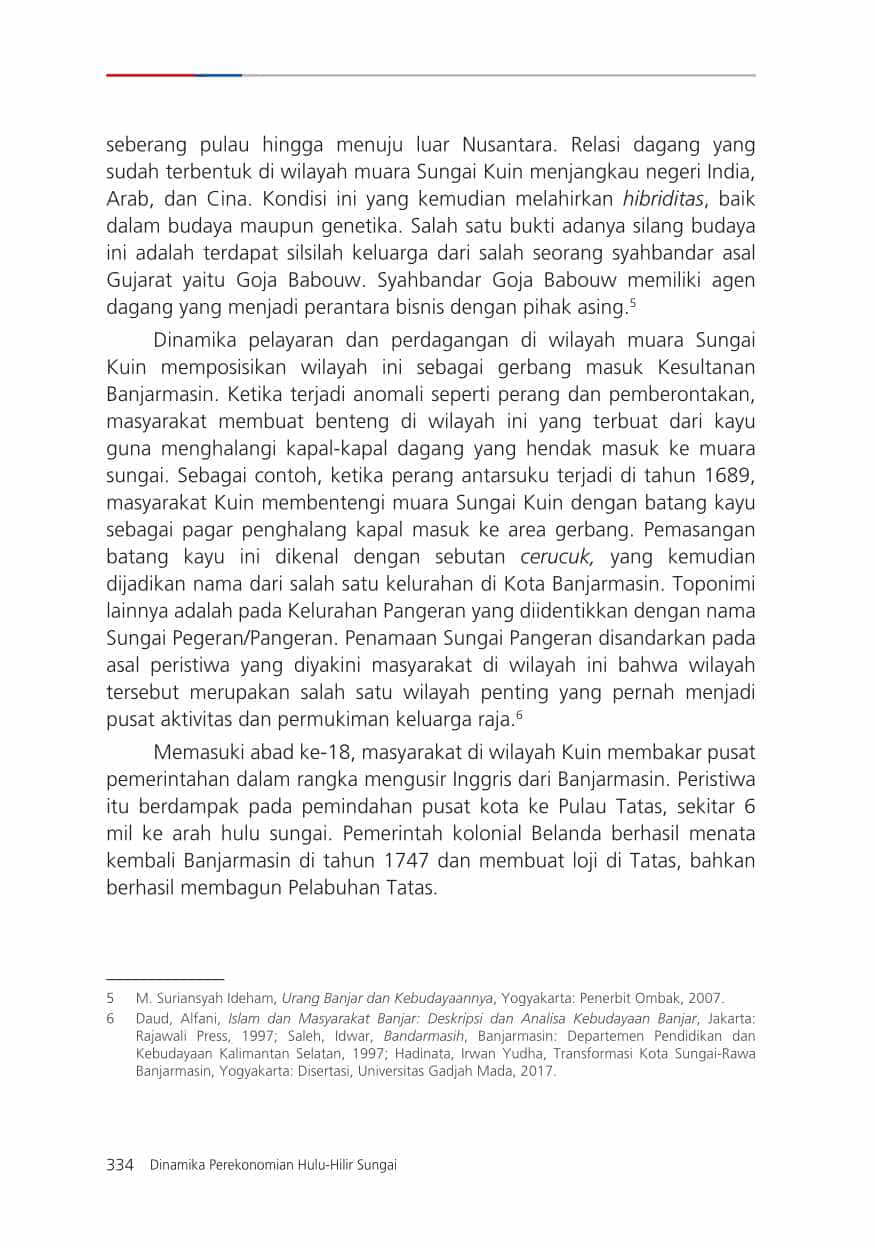 seberang pulau hingga menuju luar Nusantara. Relasi dagang yang
sudah terbentuk di wilayah muara Sungai Kuin menjangkau negeri India,
Arab, dan Cina. Kondisi ini yang kemudian melahirkan hibriditas, baik
dalam budaya maupun genetika. Salah satu bukti adanya silang budaya
ini adalah terdapat silsilah keluarga dari salah seorang syahbandar asal
Gujarat yaitu Goja Babouw. Syahbandar Goja Babouw memiliki agen
dagang yang menjadi perantara bisnis dengan pihak asing.5
Dinamika pelayaran dan perdagangan di wilayah muara Sungai
Kuin memposisikan wilayah ini sebagai gerbang masuk Kesultanan
Banjarmasin. Ketika terjadi anomali seperti perang dan pemberontakan,
masyarakat membuat benteng di wilayah ini yang terbuat dari kayu
guna menghalangi kapal-kapal dagang yang hendak masuk ke muara
sungai. Sebagai contoh, ketika perang antarsuku terjadi di tahun 1689,
masyarakat Kuin membentengi muara Sungai Kuin dengan batang kayu
sebagai pagar penghalang kapal masuk ke area gerbang. Pemasangan
batang kayu ini dikenal dengan sebutan cerucuk, yang kemudian
dijadikan nama dari salah satu kelurahan di Kota Banjarmasin. Toponimi
lainnya adalah pada Kelurahan Pangeran yang diidentikkan dengan nama
Sungai Pegeran/Pangeran. Penamaan Sungai Pangeran disandarkan pada
asal peristiwa yang diyakini masyarakat di wilayah ini bahwa wilayah
tersebut merupakan salah satu wilayah penting yang pernah menjadi
pusat aktivitas dan permukiman keluarga raja.6
Memasuki abad ke-18, masyarakat di wilayah Kuin membakar pusat
pemerintahan dalam rangka mengusir Inggris dari Banjarmasin. Peristiwa
itu berdampak pada pemindahan pusat kota ke Pulau Tatas, sekitar 6
mil ke arah hulu sungai. Pemerintah kolonial Belanda berhasil menata
kembali Banjarmasin di tahun 1747 dan membuat loji di Tatas, bahkan
berhasil membagun Pelabuhan Tatas.
5 M. Suriansyah Ideham, Urang Banjar dan Kebudayaannya, Yogyakarta: Penerbit Ombak, 2007.
6 Daud, Alfani, Islam dan Masyarakat Banjar: Deskripsi dan Analisa Kebudayaan Banjar, Jakarta:
Rajawali Press, 1997; Saleh, Idwar, Bandarmasih, Banjarmasin: Departemen Pendidikan dan
Kebudayaan Kalimantan Selatan, 1997; Hadinata, Irwan Yudha, Transformasi Kota Sungai-Rawa
Banjarmasin, Yogyakarta: Disertasi, Universitas Gadjah Mada, 2017.
334 Dinamika Perekonomian Hulu-Hilir Sungai